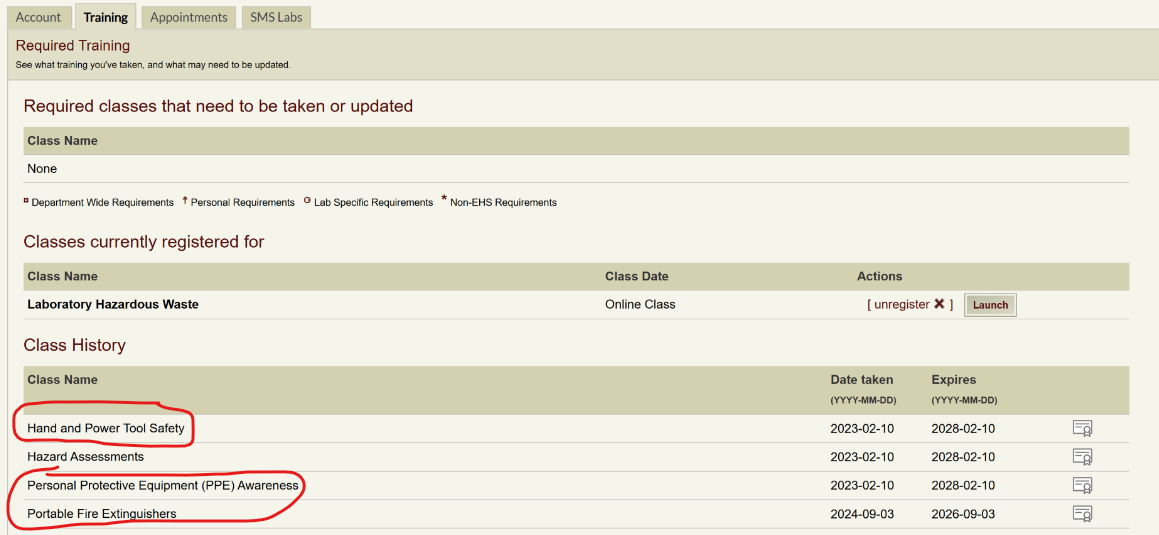 Account Training Appointments SMS Labs
Required Training
See what training you've taken, and what may need to be updated.
Required classes that need to be taken or updated
Class Name
None
¤ Department Wide Requirements † Personal Requirements ʘ Lab Specific Requirements * Non-EHS Requirements
Classes currently registered for
Class Name Class Date Actions
Laboratory Hazardous Waste Online Class [ unregister ✖ ] Launch
Class History
Class Name Date taken Expires
(YYYY-MM-DD) (YYYY-MM-DD)
Hand and Power Tool Safety 2023-02-10 2028-02-10
Hazard Assessments 2023-02-10 2028-02-10
Personal Protective Equipment (PPE) Awareness 2023-02-10 2028-02-10
Portable Fire Extinguishers 2024-09-03 2026-09-03